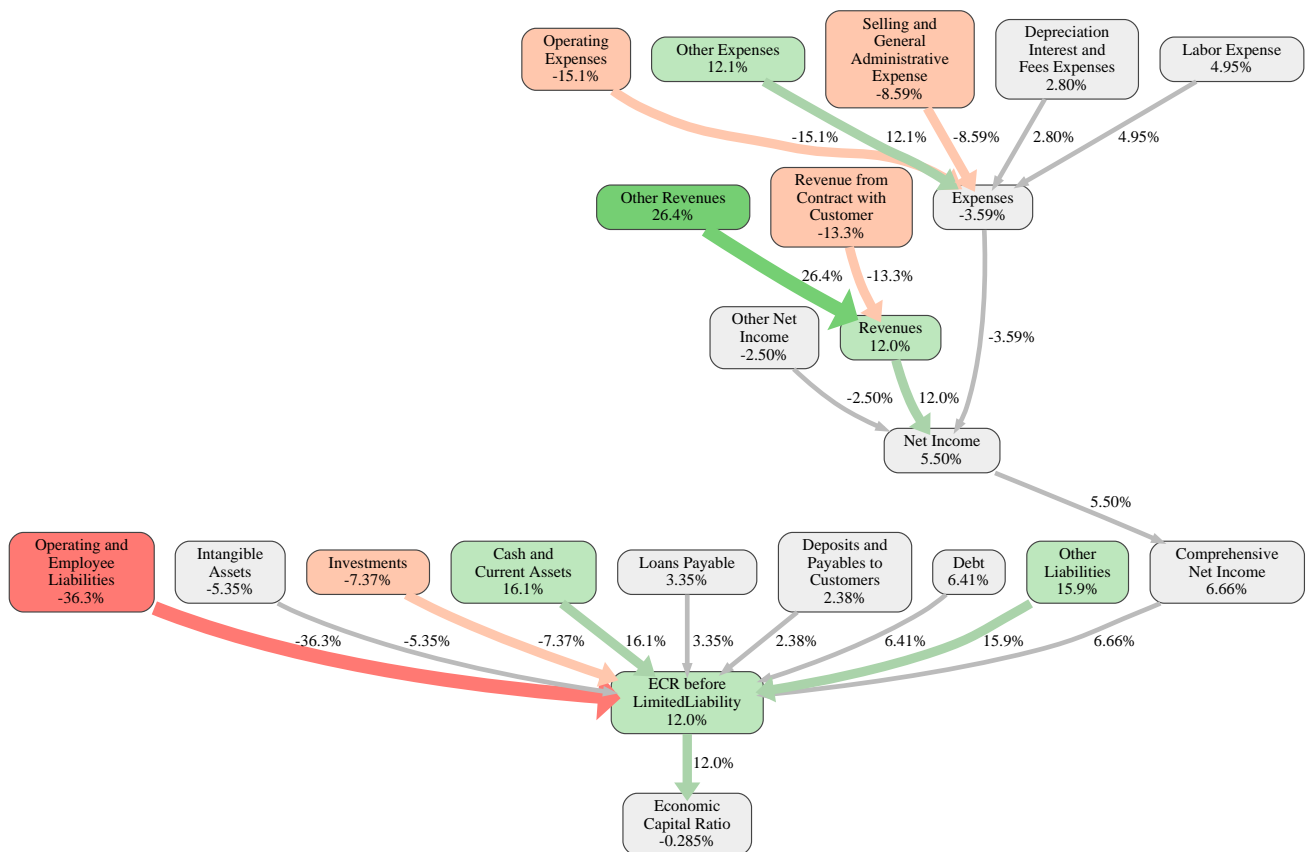 Operating
Expenses
-15.1%
Other Expenses
12.1%
Selling and
General
Administrative
Expense
-8.59%
Depreciation
Interest and
Fees Expenses
2.80%
Labor Expense
4.95%
-15.1%
12.1%
-8.59%
2.80%
4.95%
Other Revenues
26.4%
Revenue from
Contract with
Customer
-13.3%
Expenses
-3.59%
26.4%
-13.3%
-3.59%
Other Net
Income
-2.50%
Revenues
12.0%
-2.50%
12.0%
Net Income
5.50%
5.50%
Operating and
Employee
Liabilities
-36.3%
Intangible
Assets
-5.35%
Investments
-7.37%
Cash and
Current Assets
16.1%
Loans Payable
3.35%
Deposits and
Payables to
Customers
2.38%
Debt
6.41%
Other
Liabilities
15.9%
Comprehensive
Net Income
6.66%
-36.3%
-5.35%
-7.37%
16.1%
3.35%
2.38%
6.41%
15.9%
6.66%
ECR before
LimitedLiability
12.0%
12.0%
Economic
Capital Ratio
-0.285%